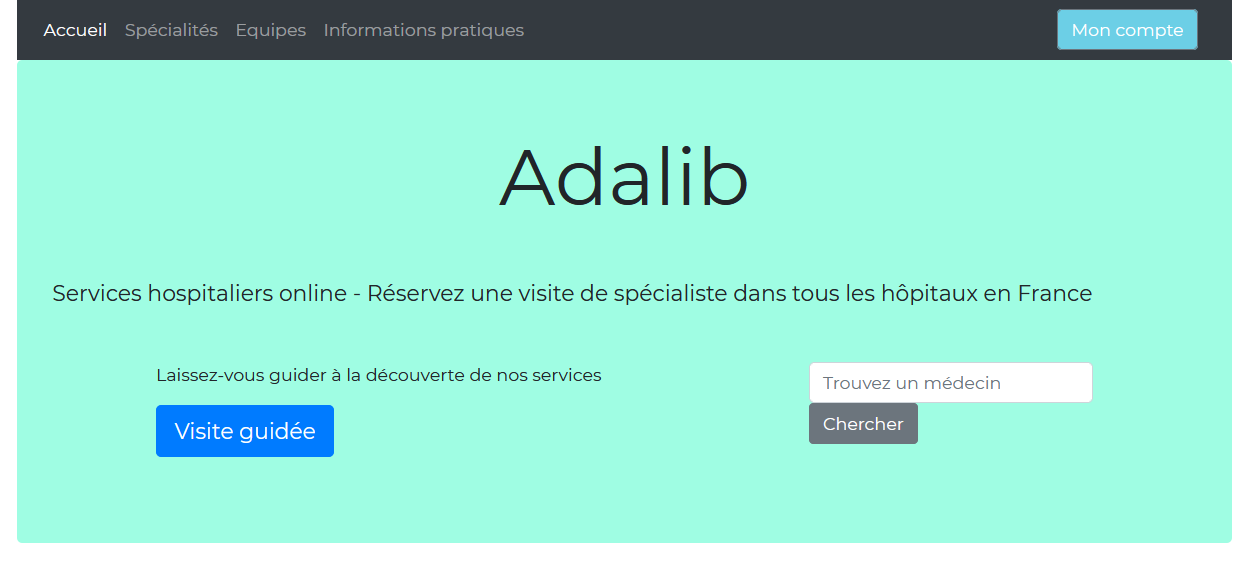 Accueil Spécialités Equipes Informations pratiques Mon compte
Adalib
Services hospitaliers online - Réservez une visite de spécialiste dans tous les hôpitaux en France
Laissez-vous guider à la découverte de nos services
Visite guidée
Trouvez un médecin
Chercher